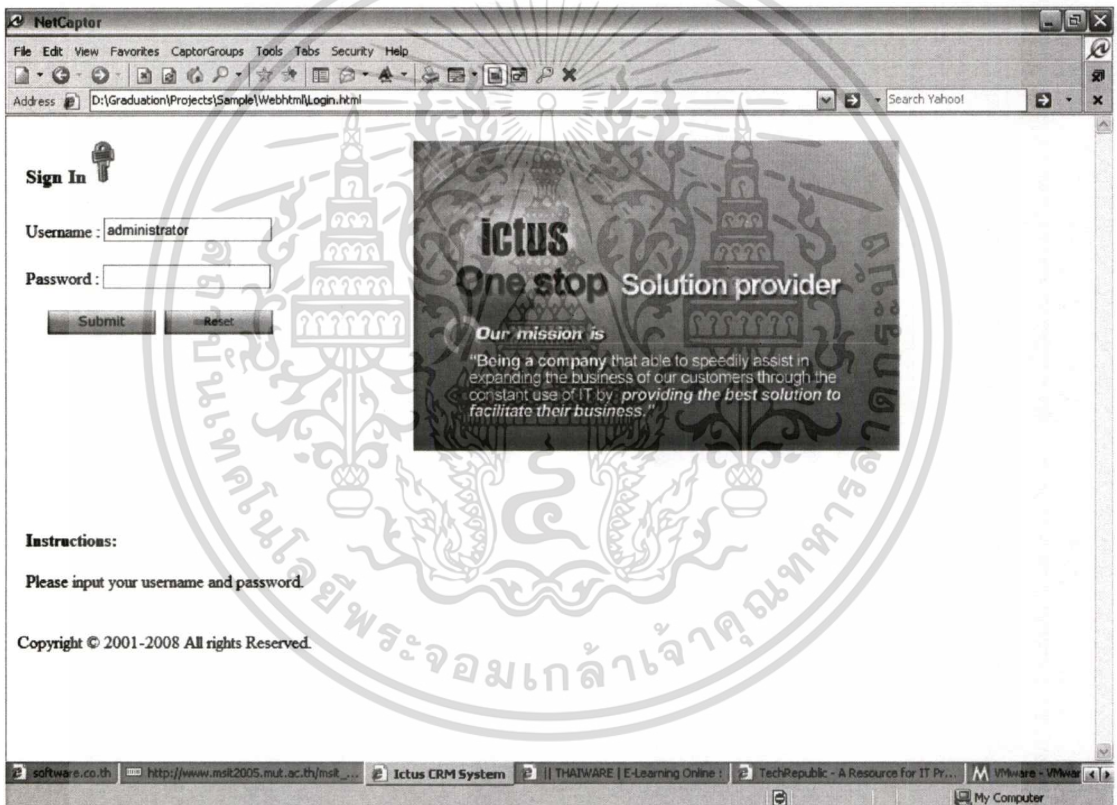 NetCaptor
File Edit View Favorites CaptorGroups Tools Tabs Security Help
Address D:\Graduation\Projects\Sample\Webhtml\Login.html Search Yahoo!
Sign In
Username : administrator
Password :
Submit Reset
ictus
One stop Solution provider
Our mission is
"Being a company that able to speedily assist in
expanding the business of our customers through the
constant use of IT by providing the best solution to
facilitate their business."
Instructions:
Please input your username and password.
Copyright © 2001-2008 All rights Reserved.
สถาบันเทคโนโลยีพระจอมเกล้าเจ้าคุณทหารลาดกระบัง
software.co.th http://www.msit2005.mut.ac.th/msit_... Ictus CRM System || THAIWARE | E-Learning Online : TechRepublic - A Resource for IT Pr... VMware - VMwar
My Computer